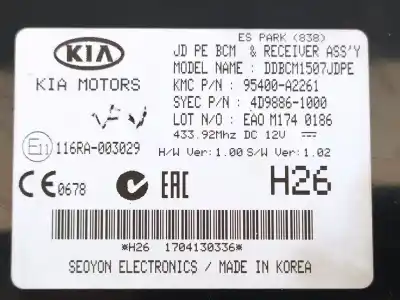 ES PARK (838)
KIA
JD PE BCM & RECEIVER ASS'Y
MODEL NAME : DDBCM1507JDPE
KIA MOTORS
KMC P/N : 95400-A2261
SYEC P/N : 4D9886-1000
LOT N/O : EAO M174 0186
433.92Mhz DC 12V
E11 116RA-003029
H/W Ver: 1.00 S/W Ver: 1.02
CE 0678
EAC
H26
*H26 1704130336*
SEOYON ELECTRONICS / MADE IN KOREA